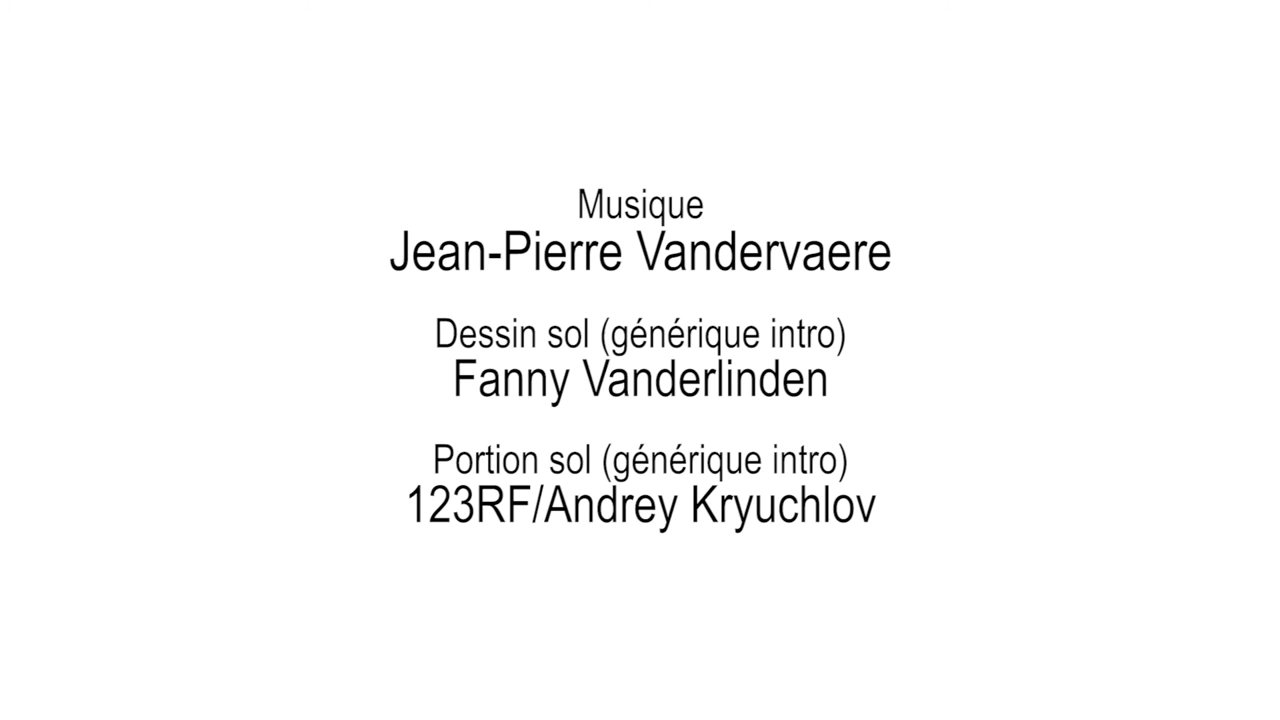 Musique
Jean-Pierre Vandervaere
Dessin sol (générique intro)
Fanny Vanderlinden
Portion sol (générique intro)
123RF/Andrey Kryuchlov